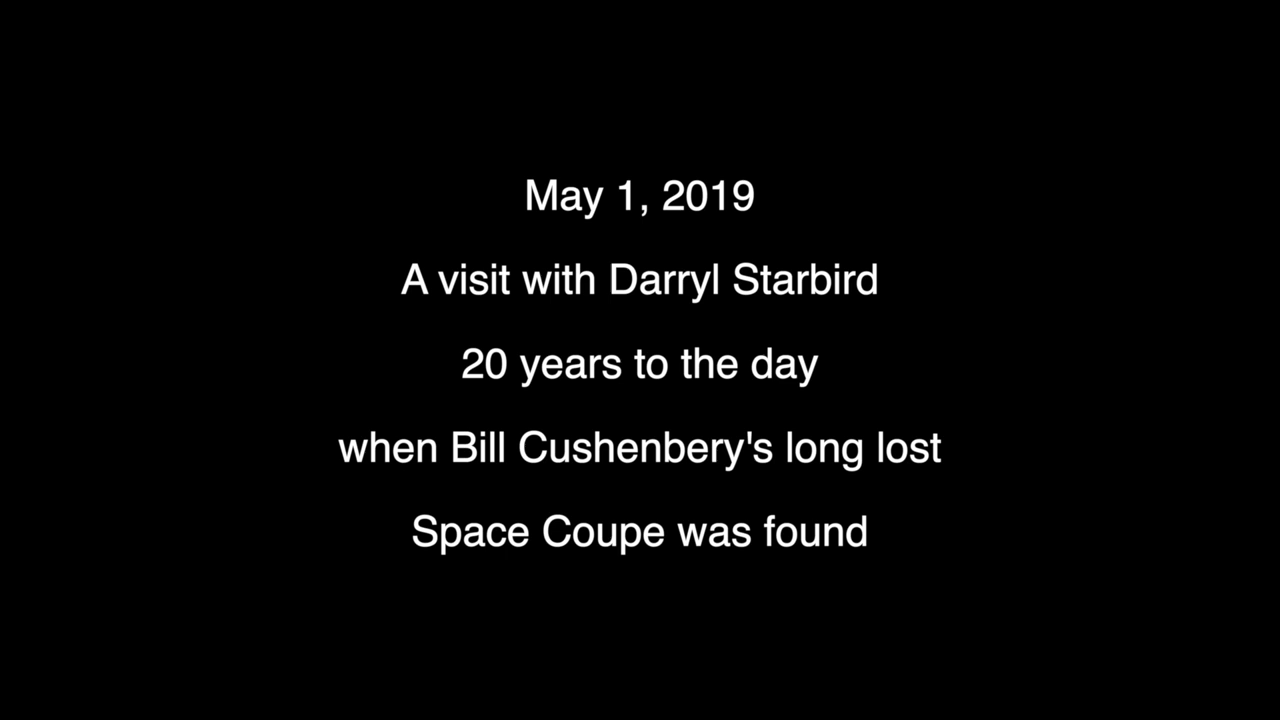 May 1, 2019
A visit with Darryl Starbird
20 years to the day
when Bill Cushenbery's long lost
Space Coupe was found